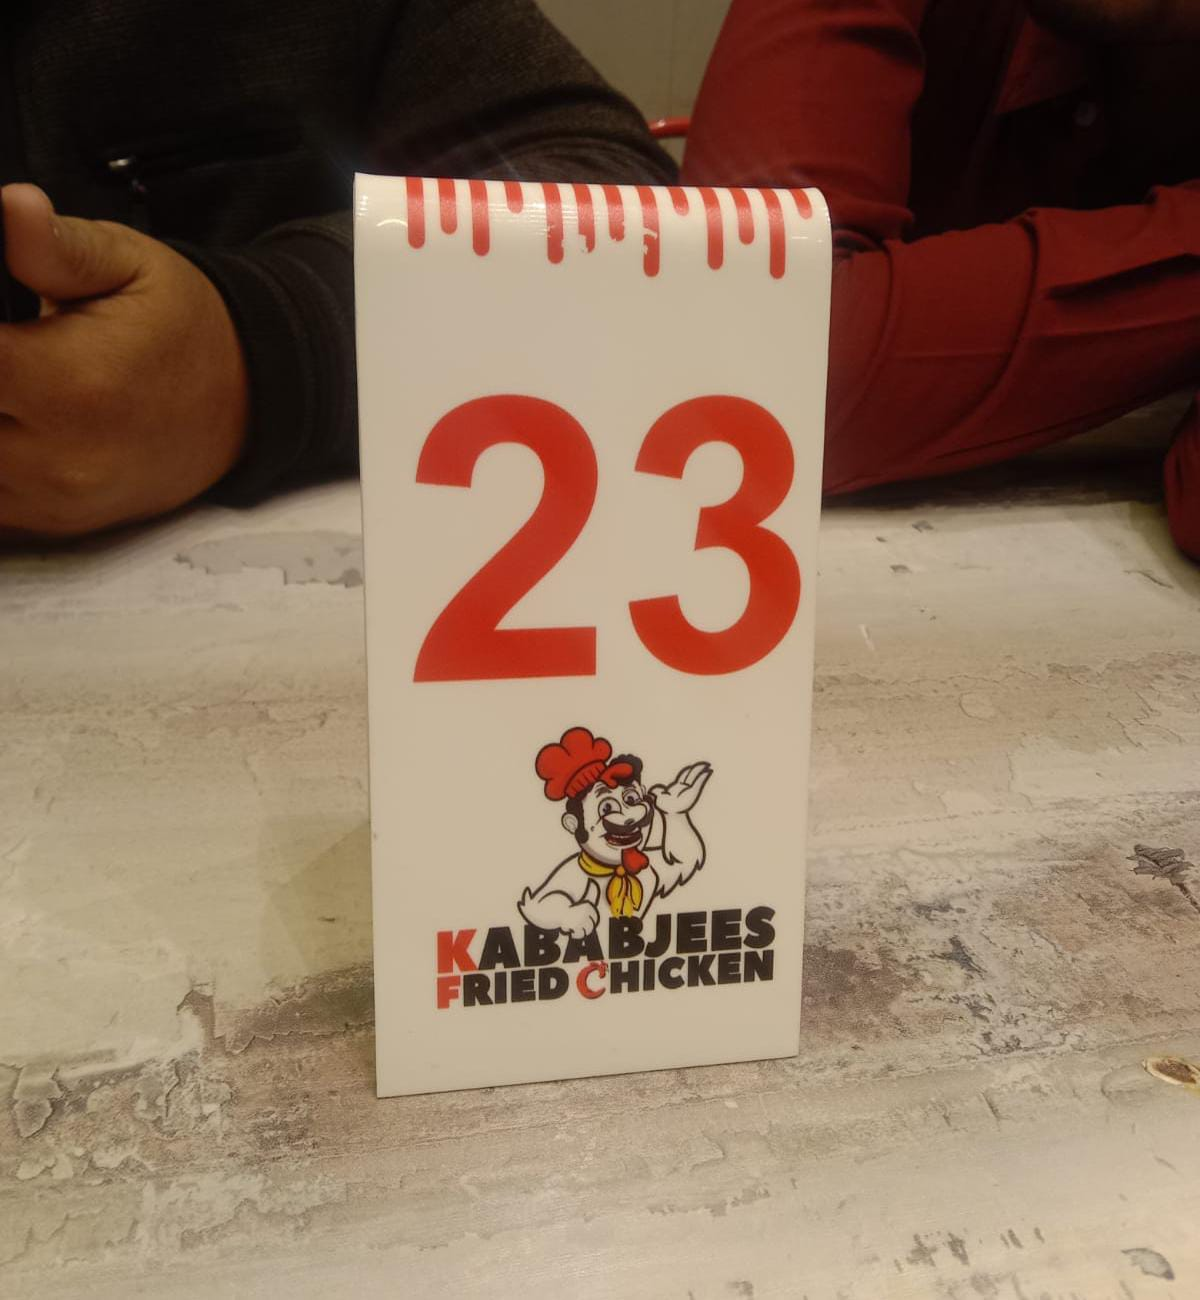 23
KABABJEES
FRIED CHICKEN